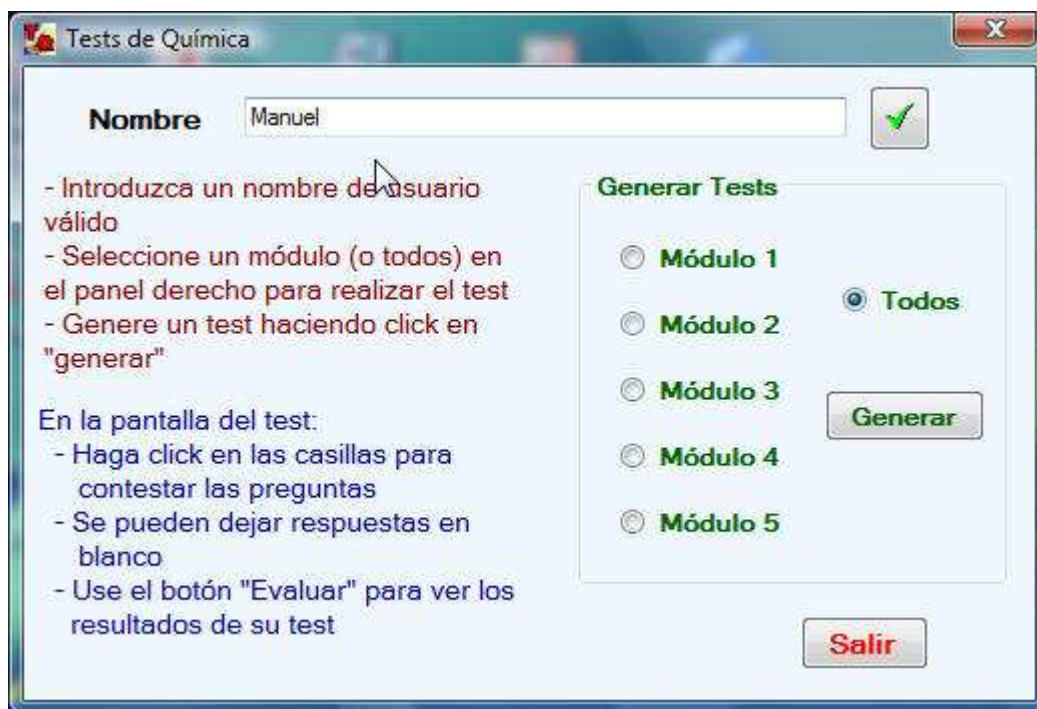 Tests de Química
Nombre
Manuel
- Introduzca un nombre de usuario
válido
- Seleccione un módulo (o todos) en
el panel derecho para realizar el test
- Genere un test haciendo click en
"generar"
En la pantalla del test:
- Haga click en las casillas para
contestar las preguntas
- Se pueden dejar respuestas en
blanco
- Use el botón "Evaluar" para ver los
resultados de su test
Generar Tests
Módulo 1
Módulo 2
Módulo 3
Módulo 4
Módulo 5
Todos
Generar
Salir